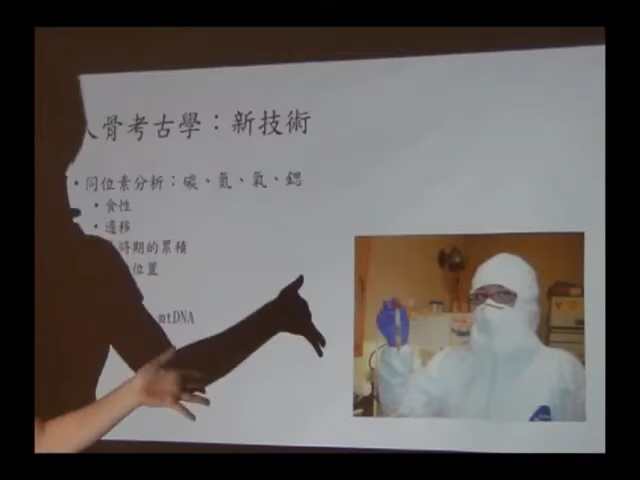 人骨考古學：新技術
• 同位素分析：碳、氮、氧、鍶
• 食性
• 遷移
時期的累積
位置
mtDNA